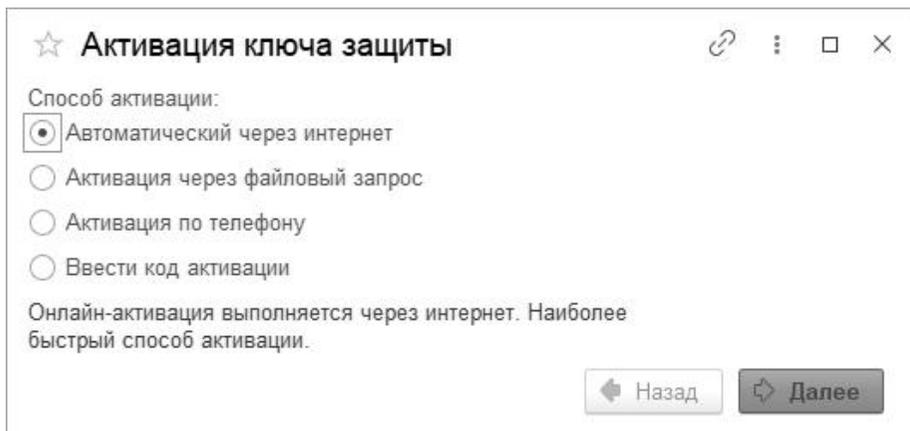 Активация ключа защиты
Способ активации:
Автоматический через интернет
Активация через файловый запрос
Активация по телефону
Ввести код активации
Онлайн-активация выполняется через интернет. Наиболее
быстрый способ активации.
Назад
Далее